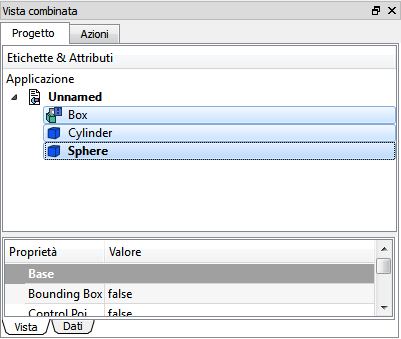 Vista combinata
Progetto Azioni
Etichette & Attributi
Applicazione
Unnamed
Box
Cylinder
Sphere
Proprietà Valore
Base
Bounding Box false
Control Poi false
Vista Dati